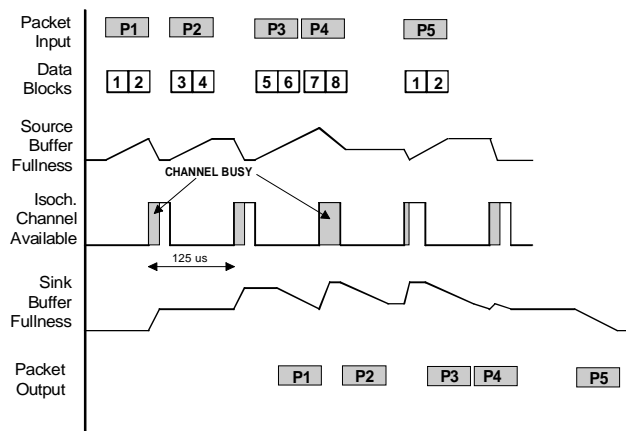 Packet
Input
P1 P2 P3 P4 P5
Data
Blocks
1 2 3 4 5 6 7 8 1 2
Source
Buffer
Fullness
CHANNEL BUSY
Isoch.
Channel
Available
125 us
Sink
Buffer
Fullness
Packet
Output
P1 P2 P3 P4 P5